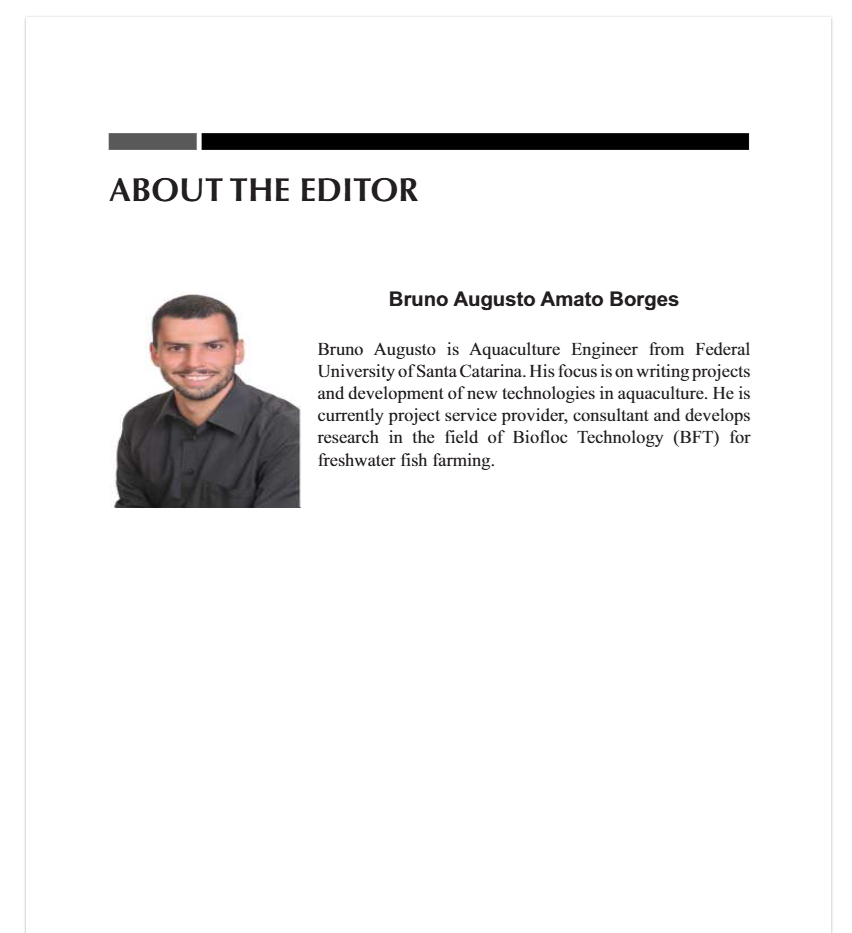 ABOUT THE EDITOR
Bruno Augusto Amato Borges
Bruno Augusto is Aquaculture Engineer from Federal
University of Santa Catarina. His focus is on writing projects
and development of new technologies in aquaculture. He is
currently project service provider, consultant and develops
research in the field of Biofloc Technology (BFT) for
freshwater fish farming.